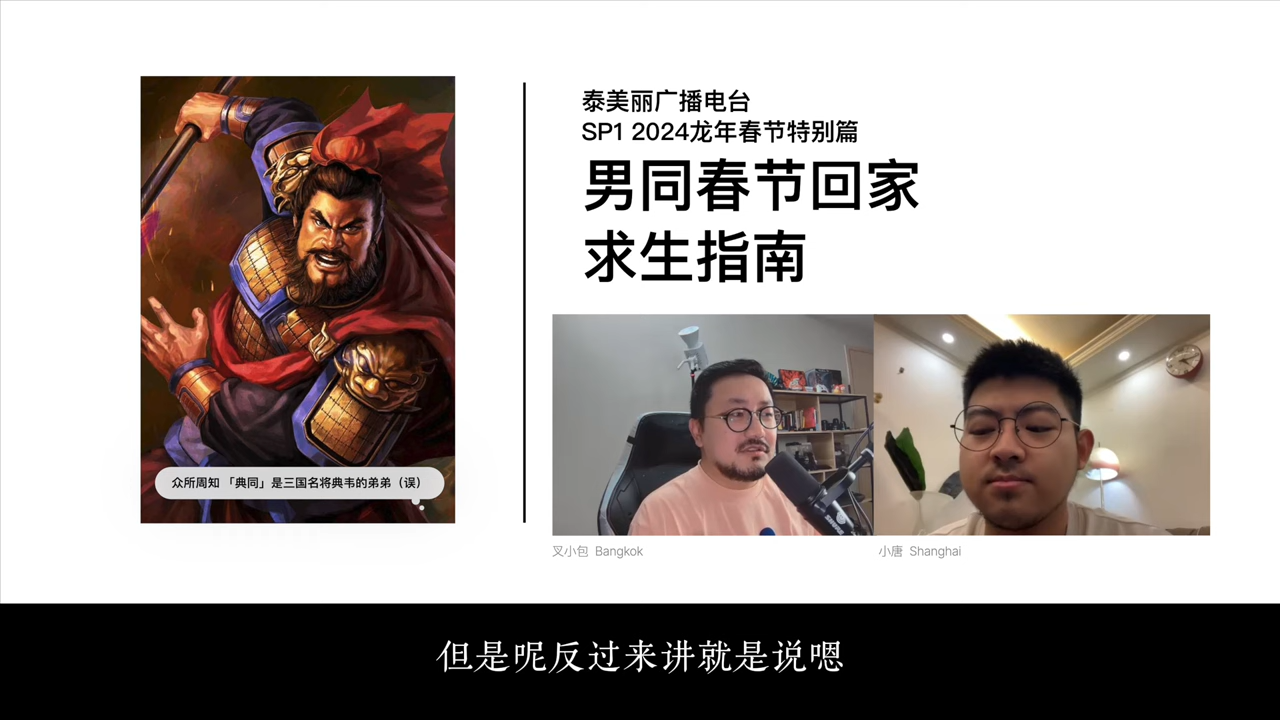 泰美丽广播电台
SP1 2024龙年春节特别篇
男同春节回家
求生指南
众所周知 「典同」是三国名将典韦的弟弟（误）
叉小包 Bangkok
小唐 Shanghai
但是呢反过来讲就是说嗯